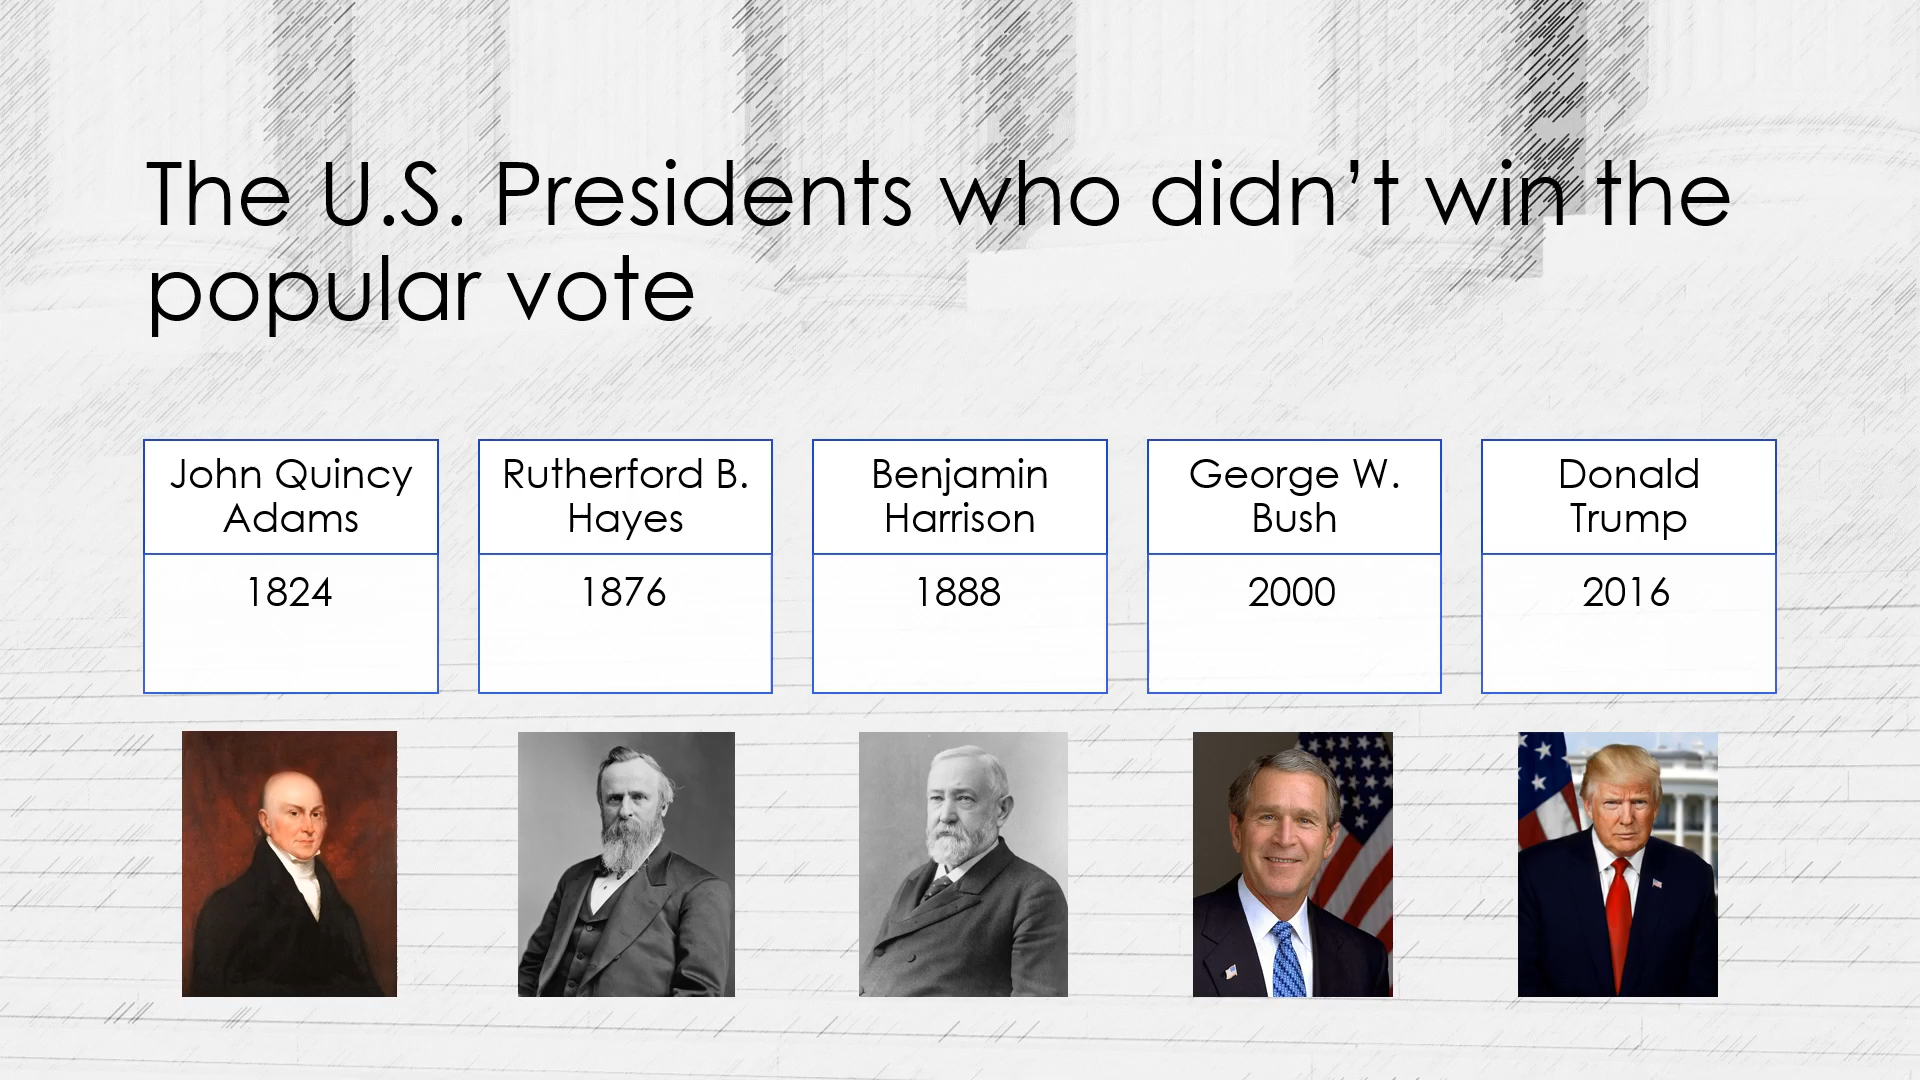 The U.S. Presidents who didn’t win the
popular vote
John Quincy
Adams
1824
Rutherford B.
Hayes
1876
Benjamin
Harrison
1888
George W.
Bush
2000
Donald
Trump
2016